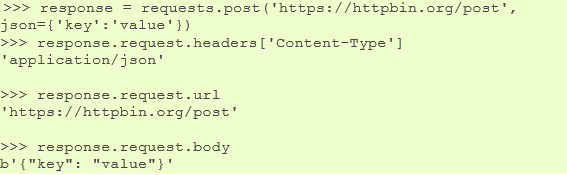 >>> response = requests.post('https://httpbin.org/post',
json={'key':'value'})
>>> response.request.headers['Content-Type']
'application/json'
>>> response.request.url
'https://httpbin.org/post'
>>> response.request.body
b'{"key": "value"}'